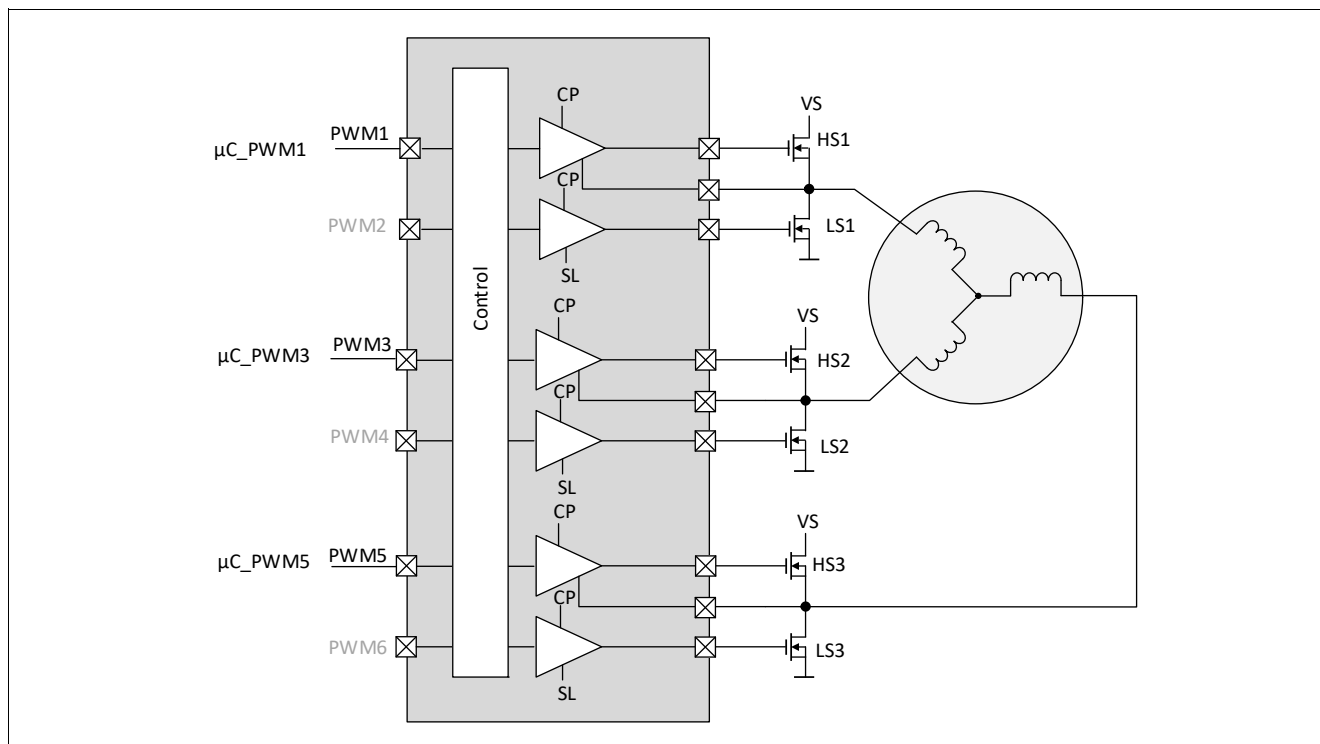 CP
VS
PWM1
HS1
µC_PWM1
CP
PWM2
LS1
SL
Control
CP
VS
PWM3
µC_PWM3
HS2
CP
PWM4
LS2
SL
CP
VS
PWM5
µC_PWM5
HS3
CP
PWM6
LS3
SL